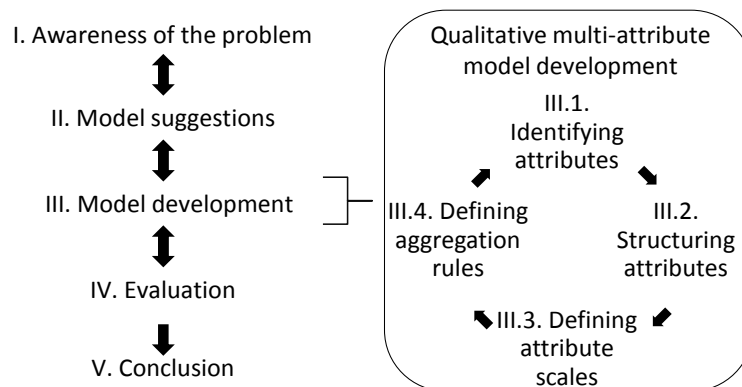 I. Awareness of the problem
II. Model suggestions
III. Model development
IV. Evaluation
V. Conclusion
Qualitative multi-attribute
model development
III.1.
Identifying
attributes
III.2.
Structuring
attributes
III.3. Defining
attribute
scales
III.4. Defining
aggregation
rules